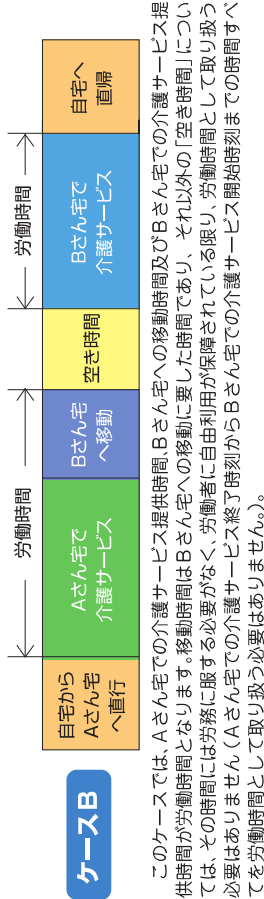 ケースB
労働時間
労働時間
自宅から
Aさん宅
へ直行
Aさん宅で
介護サービス
Bさん宅
へ移動
空き時間
Bさん宅で
介護サービス
自宅へ
直帰
このケースでは、Aさん宅での介護サービス提供時間、Bさん宅への移動時間及びBさん宅での介護サービス提
供時間が労働時間となります。移動時間はBさん宅への移動に要した時間であり、それ以外の「空き時間」につい
ては、その時間には労務に服する必要がなく、労働者に自由利用が保障されている限り、労働時間として取り扱う
必要はありません(Aさん宅での介護サービス終了時刻からBさん宅での介護サービス開始時刻までの時間すべ
てを労働時間として取り扱う必要はありません。)。